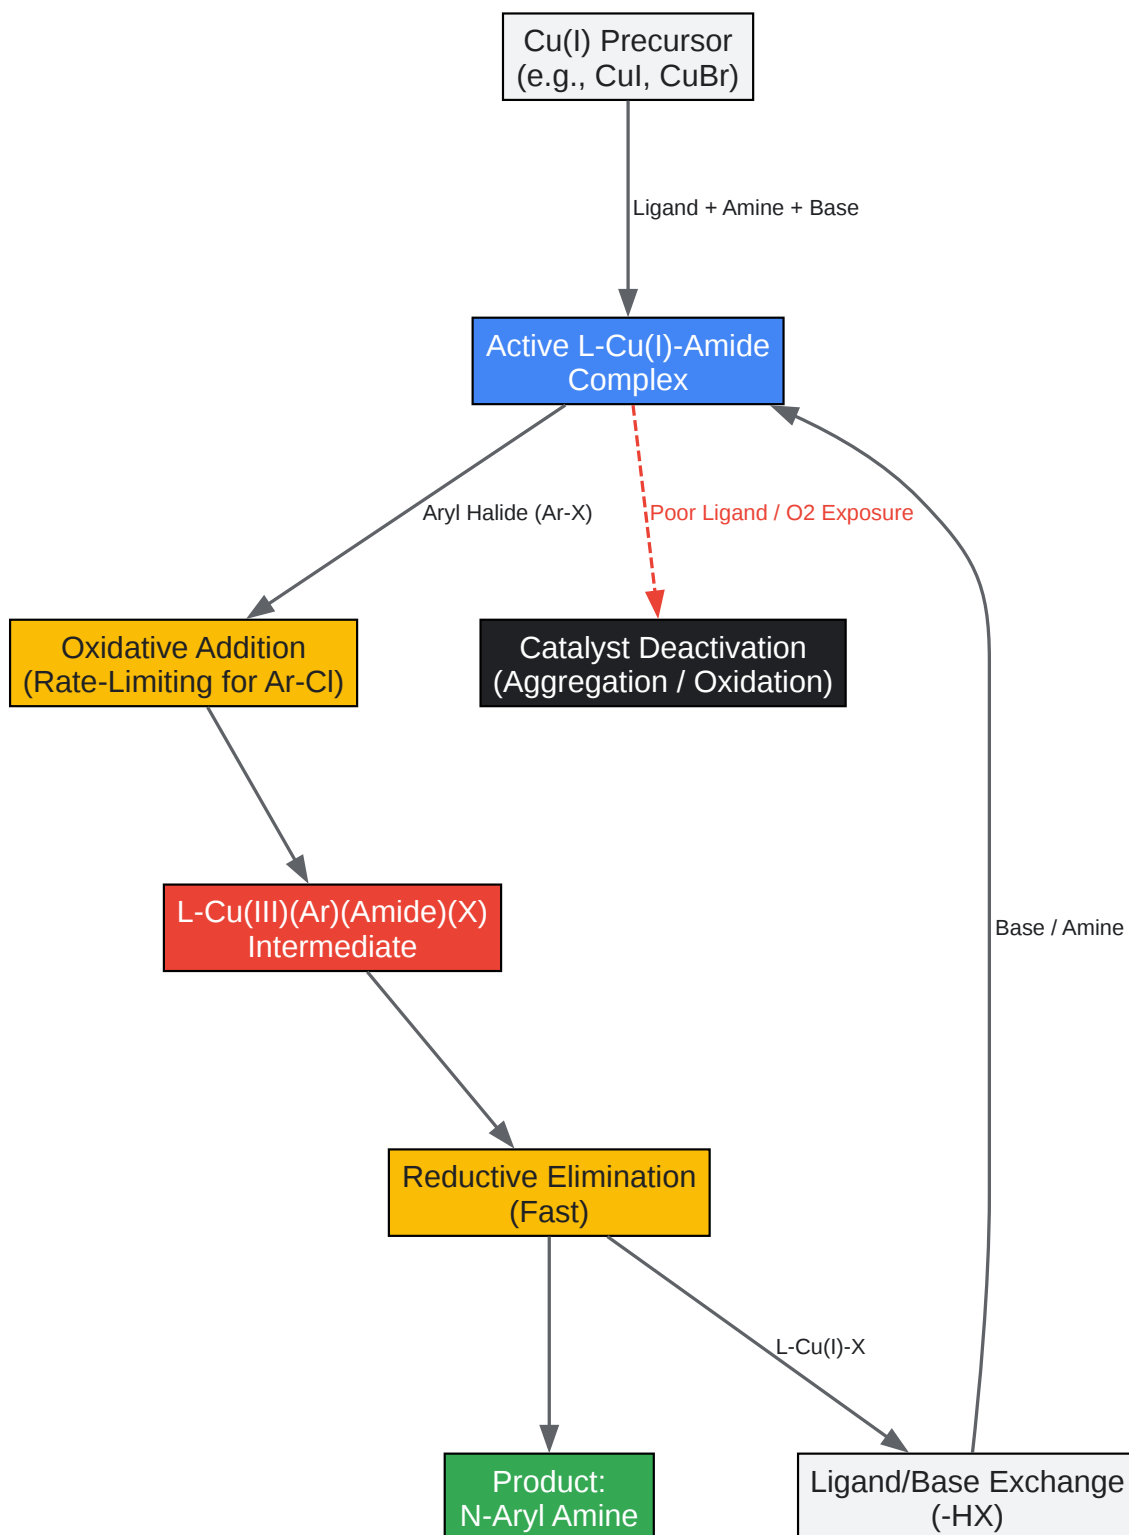 Cu(I) Precursor
(e.g., CuI, CuBr)
Ligand + Amine + Base
Active L-Cu(I)-Amide
Complex
Aryl Halide (Ar-X)
Poor Ligand / O2 Exposure
Oxidative Addition
(Rate-Limiting for Ar-Cl)
Catalyst Deactivation
(Aggregation / Oxidation)
L-Cu(III)(Ar)(Amide)(X)
Intermediate
Base / Amine
Reductive Elimination
(Fast)
L-Cu(I)-X
Product:
N-Aryl Amine
Ligand/Base Exchange
(-HX)